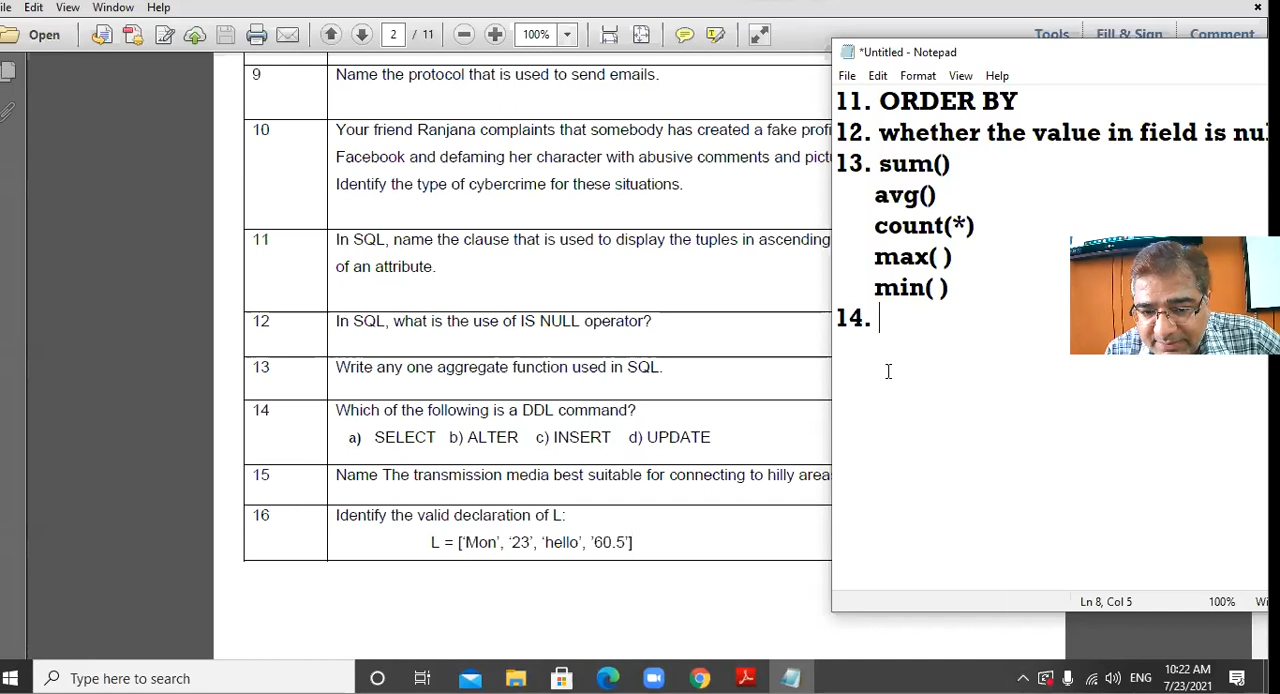 ile Edit View Window Help
Open 2 / 11 100% Tools Fill & Sign Comment
9 Name the protocol that is used to send emails.
10 Your friend Ranjana complaints that somebody has created a fake profi
Facebook and defaming her character with abusive comments and pictu
Identify the type of cybercrime for these situations.
11 In SQL, name the clause that is used to display the tuples in ascending
of an attribute.
12 In SQL, what is the use of IS NULL operator?
13 Write any one aggregate function used in SQL.
14 Which of the following is a DDL command?
a) SELECT b) ALTER c) INSERT d) UPDATE
15 Name The transmission media best suitable for connecting to hilly area
16 Identify the valid declaration of L:
L = [‘Mon’, ‘23’, ‘hello’, ’60.5’]
*Untitled - Notepad
File Edit Format View Help
11. ORDER BY
12. whether the value in field is nul
13. sum()
avg()
count(*)
max( )
min( )
14.
Ln 8, Col 5 100% Wi
Type here to search
ENG
10:22 AM
7/23/2021